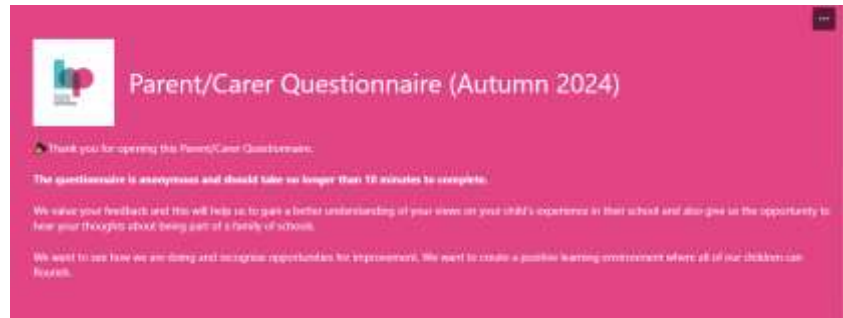 Parent/Carer Questionnaire (Autumn 2024)
Thank you for opening this Parent/Carer Questionnaire.
The questionnaire is anonymous and should take no longer than 10 minutes to complete.
We value your feedback and this will help us to gain a better understanding of your views on your child's experience in their school and also give us the opportunity to
hear your thoughts about being part of a family of schools.
We want to see how we are doing and recognise opportunities for improvement. We want to create a positive learning environment where all of our children can
flourish.